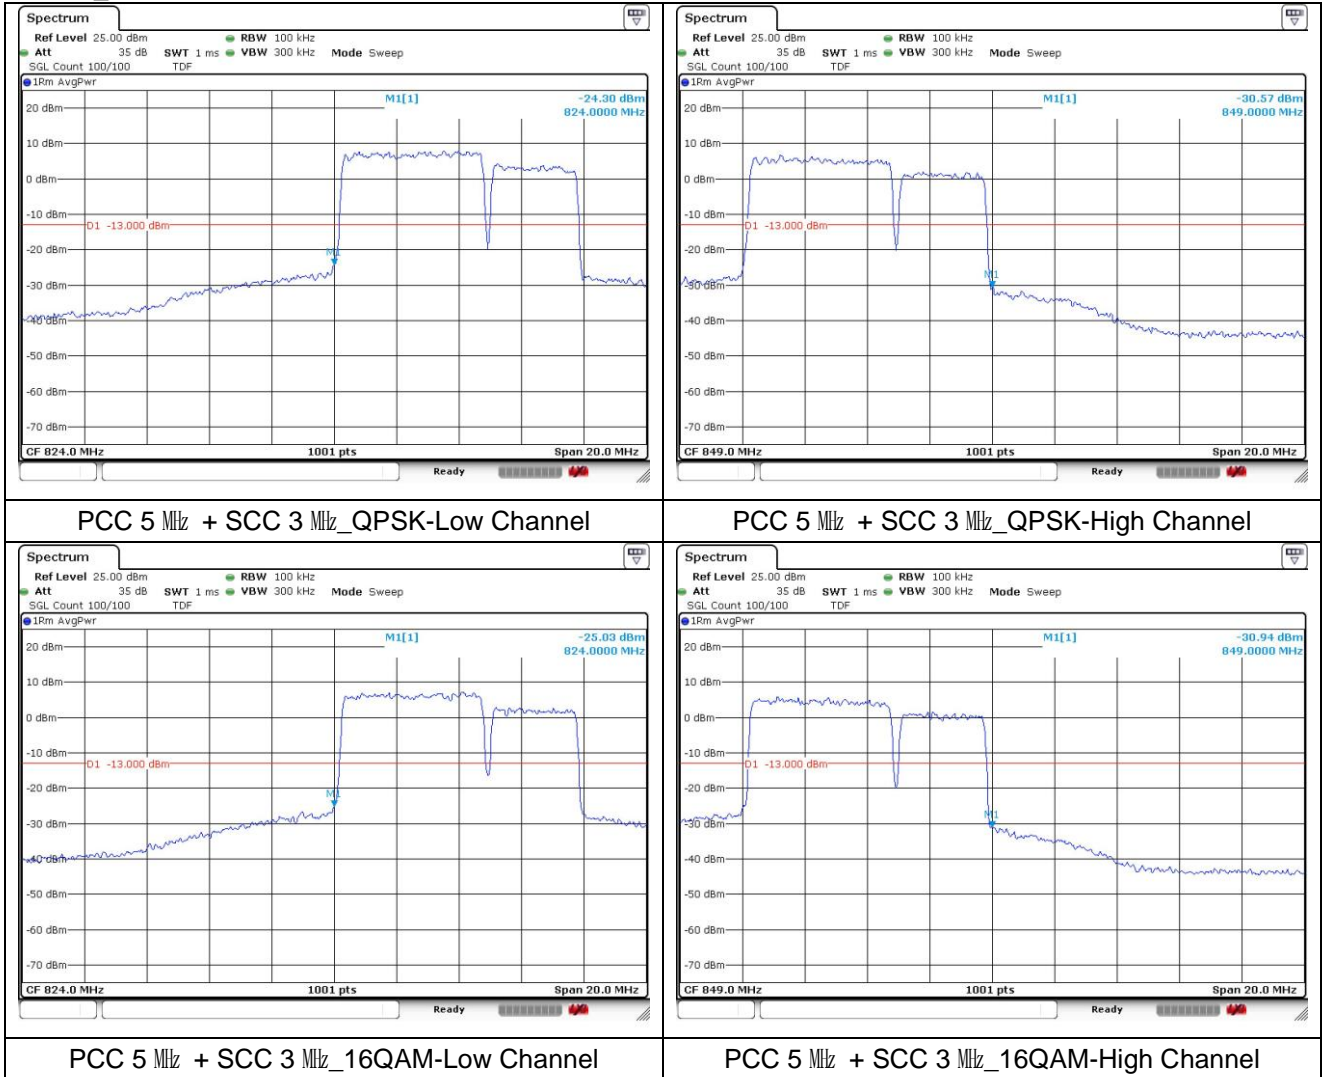 Spectrum
Ref Level 25.00 dBm RBW 100 kHz
Att 35 dB SWT 1 ms VBW 300 kHz Mode Sweep
SGL Count 100/100 TDF
1Rm AvgPwr
M1[1] -24.30 dBm
824.0000 MHz
20 dBm
10 dBm
0 dBm
-10 dBm
D1 -13.000 dBm
-20 dBm
M1
-30 dBm
-40 dBm
-50 dBm
-60 dBm
-70 dBm
CF 824.0 MHz 1001 pts Span 20.0 MHz
Ready
PCC 5 ㎒ + SCC 3 ㎒_QPSK-Low Channel
Spectrum
Ref Level 25.00 dBm RBW 100 kHz
Att 35 dB SWT 1 ms VBW 300 kHz Mode Sweep
SGL Count 100/100 TDF
1Rm AvgPwr
M1[1] -30.57 dBm
849.0000 MHz
20 dBm
10 dBm
0 dBm
-10 dBm
D1 -13.000 dBm
-20 dBm
M1
-30 dBm
-40 dBm
-50 dBm
-60 dBm
-70 dBm
CF 849.0 MHz 1001 pts Span 20.0 MHz
Ready
PCC 5 ㎒ + SCC 3 ㎒_QPSK-High Channel
Spectrum
Ref Level 25.00 dBm RBW 100 kHz
Att 35 dB SWT 1 ms VBW 300 kHz Mode Sweep
SGL Count 100/100 TDF
1Rm AvgPwr
M1[1] -25.03 dBm
824.0000 MHz
20 dBm
10 dBm
0 dBm
-10 dBm
D1 -13.000 dBm
-20 dBm
M1
-30 dBm
-40 dBm
-50 dBm
-60 dBm
-70 dBm
CF 824.0 MHz 1001 pts Span 20.0 MHz
Ready
PCC 5 ㎒ + SCC 3 ㎒_16QAM-Low Channel
Spectrum
Ref Level 25.00 dBm RBW 100 kHz
Att 35 dB SWT 1 ms VBW 300 kHz Mode Sweep
SGL Count 100/100 TDF
1Rm AvgPwr
M1[1] -30.94 dBm
849.0000 MHz
20 dBm
10 dBm
0 dBm
-10 dBm
D1 -13.000 dBm
-20 dBm
M1
-30 dBm
-40 dBm
-50 dBm
-60 dBm
-70 dBm
CF 849.0 MHz 1001 pts Span 20.0 MHz
Ready
PCC 5 ㎒ + SCC 3 ㎒_16QAM-High Channel